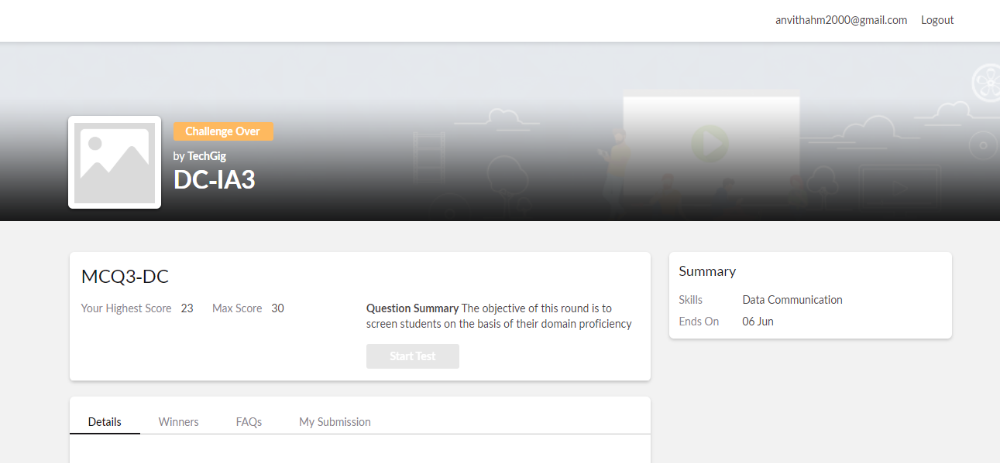 anvithahm2000@gmail.com Logout
Challenge Over
by TechGig
DC-IA3
MCQ3-DC
Your Highest Score 23 Max Score 30
Question Summary The objective of this round is to
screen students on the basis of their domain proficiency
Start Test
Summary
Skills Data Communication
Ends On 06 Jun
Details Winners FAQs My Submission